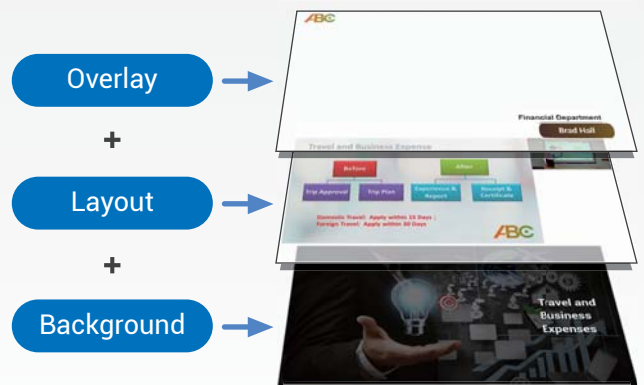 ABC
Overlay
Financial Department
Brad Hall
+
Travel and Business Expense
Before
After
Layout
Trip Approval
Trip Plan
Experience & Report
Receipt & Certificate
Domestic Travel: Apply within 15 Days ;
Foreign Travel: Apply within 30 Days
ABC
+
Background
Travel and
Business
Expenses